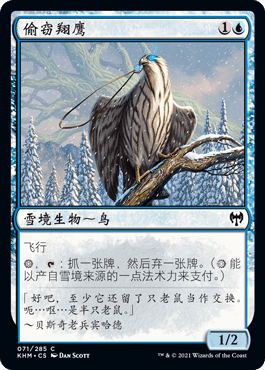 偷窃翔鹰 1
雪境生物～鸟
飞行
，：抓一张牌，然后弃一张牌。（能
以产自雪境来源的一点法术力来支付。）
「好吧，至少它还留了只老鼠当作交换。
呃…哎…是半只老鼠。」
～贝斯奇老兵宾哈德
1/2
071/285 C
KHM • CS DAN SCOTT
™ & © 2021 Wizards of the Coast